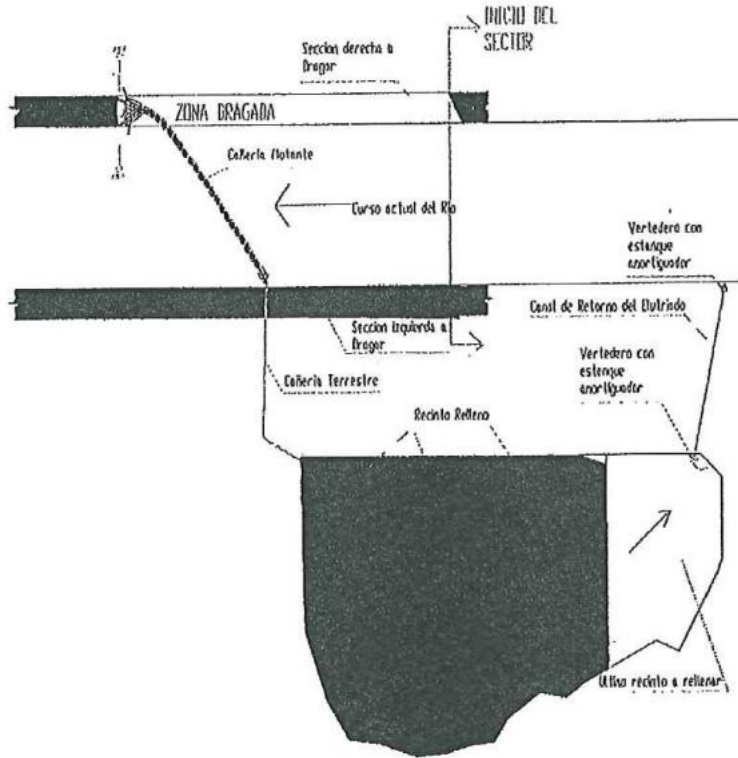 INICIO DEL
SECTOR
Seccion derecha a
Dragar
ZONA DRAGADA
Cañeria flotante
Curso actual del Rio
Vertedero con
estanque
amortiguador
Canal de Retorno del Elutriado
Seccion izquierda a
Dragar
Vertedero con
estanque
amortiguador
Cañeria Terrestre
Recinto Relleno
Ultimo recinto a rellenar